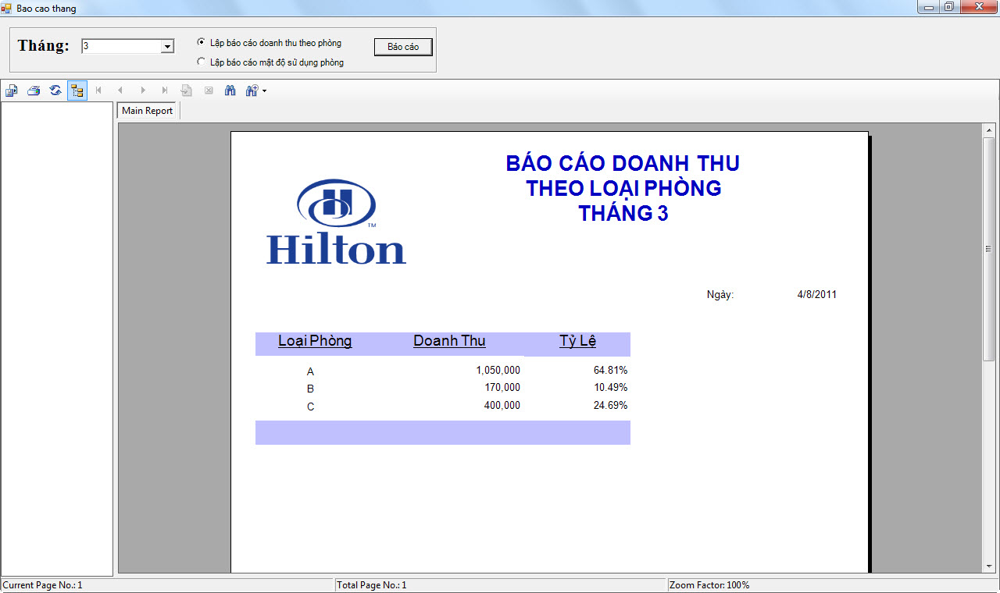 Bao cao thang
Tháng: 3
Lập báo cáo doanh thu theo phòng
Báo cáo
Lập báo cáo mật độ sử dụng phòng
Main Report
BÁO CÁO DOANH THU
THEO LOẠI PHÒNG
THÁNG 3
H
TM
Hilton
Ngày: 4/8/2011
Loại Phòng Doanh Thu Tỷ Lệ
A 1,050,000 64.81%
B 170,000 10.49%
C 400,000 24.69%
Current Page No.: 1 Total Page No.: 1 Zoom Factor: 100%